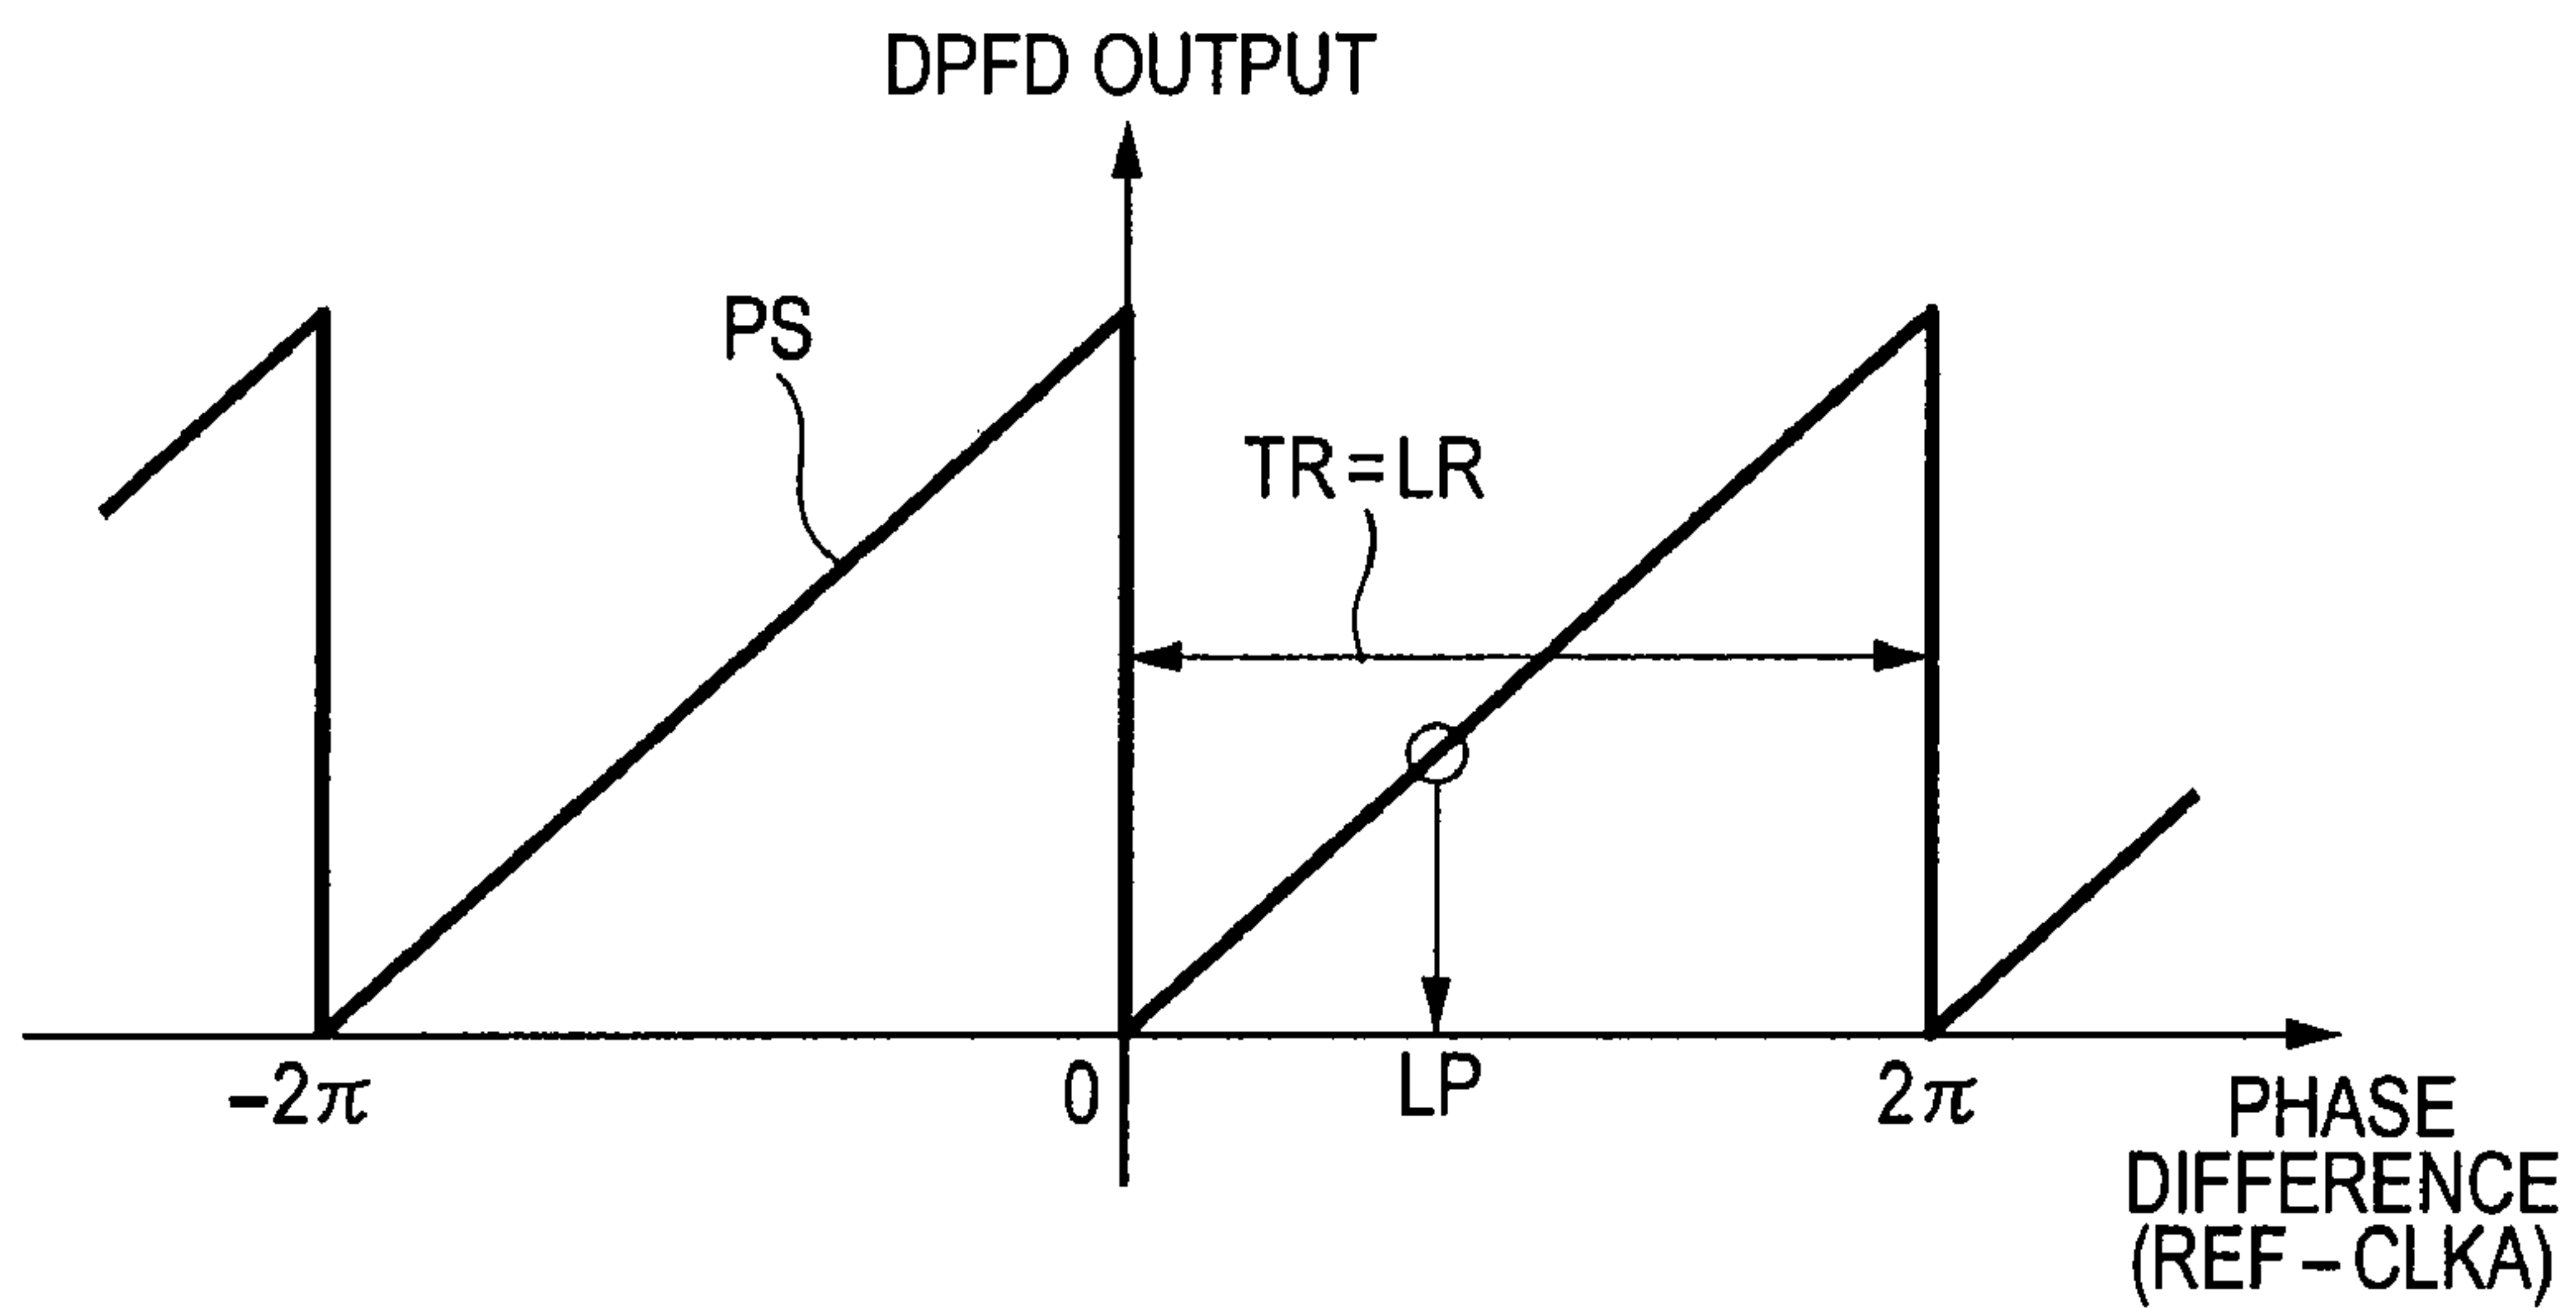 DPFD OUTPUT
PS
TR=LR
-2π
0
LP
2π
PHASE
DIFFERENCE
(REF-CLKA)